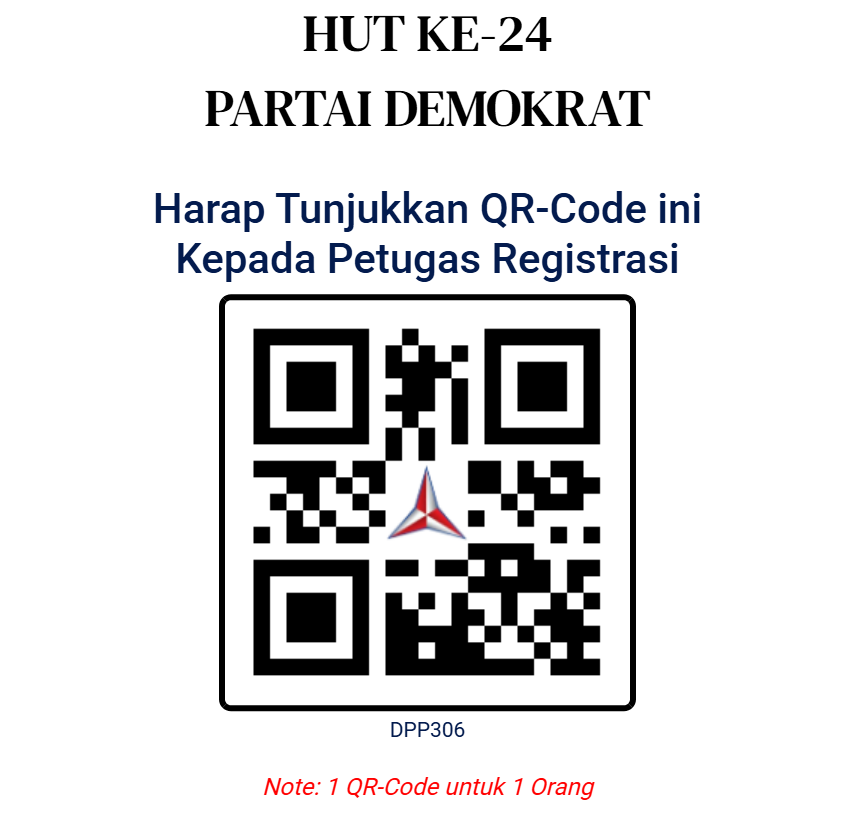 HUT KE-24
PARTAI DEMOKRAT
Harap Tunjukkan QR-Code ini
Kepada Petugas Registrasi
DPP306
Note: 1 QR-Code untuk 1 Orang